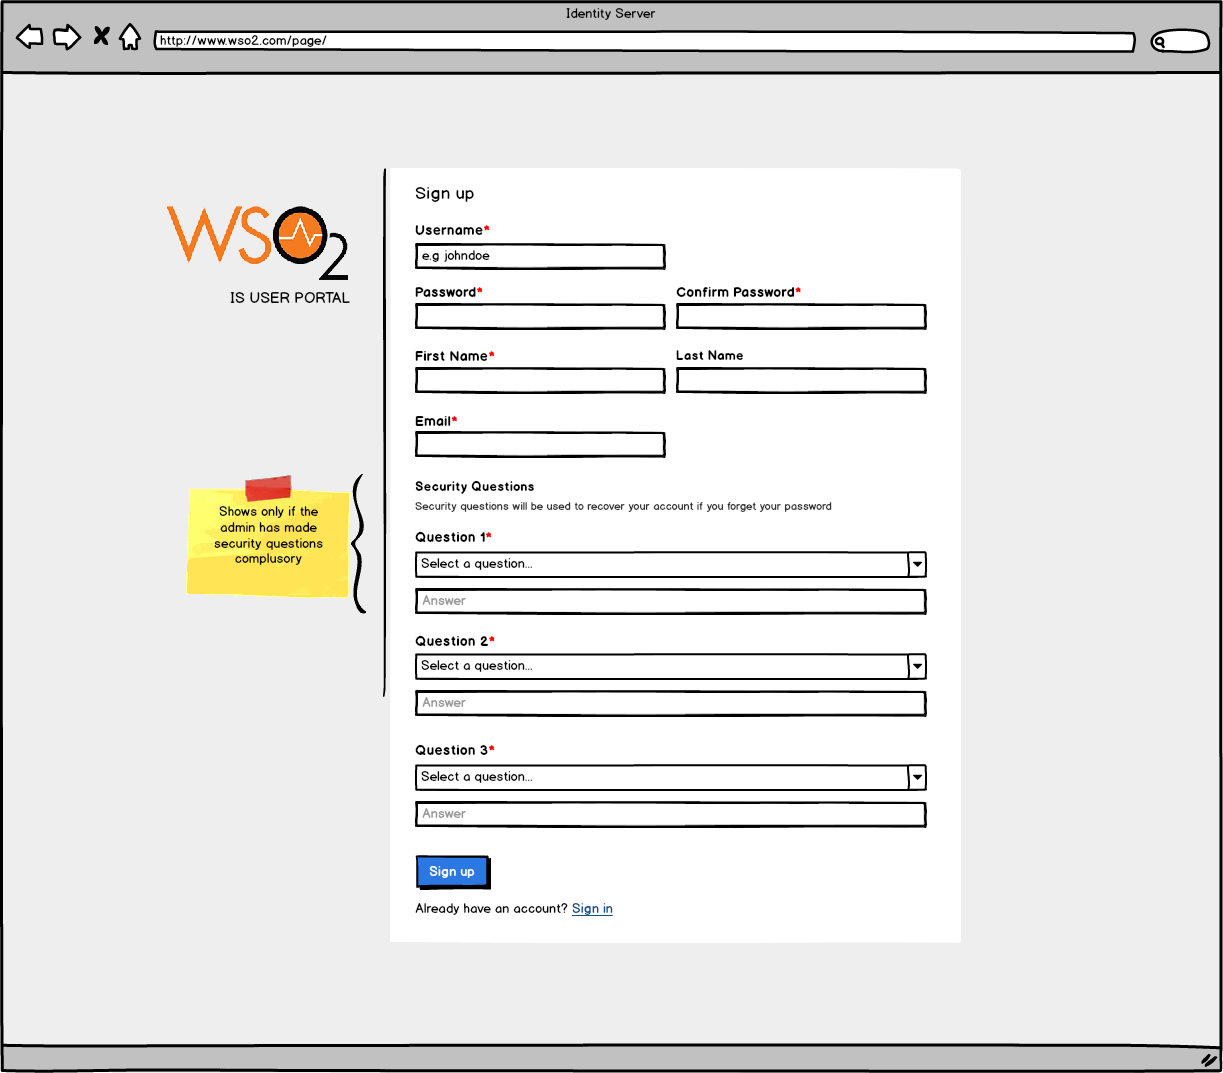 Identity Server
http://www.wso2.com/page/
WSO2
IS USER PORTAL
Sign up
Username*
e.g johndoe
Password*
Confirm Password*
First Name*
Last Name
Email*
Security Questions
Security questions will be used to recover your account if you forget your password
Shows only if the
admin has made
security questions
complusory
Question 1*
Select a question...
Answer
Question 2*
Select a question...
Answer
Question 3*
Select a question...
Answer
Sign up
Already have an account? Sign in